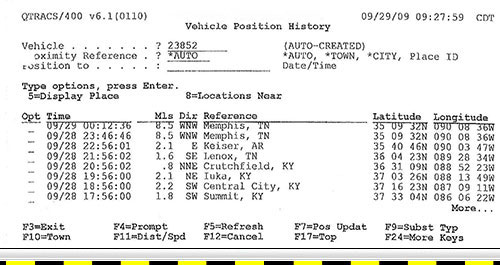 QTRACS/400 v6.1(0110) 09/29/09 09:27:59 CDT
Vehicle Position History
Vehicle . . . . . . . ? 23852 (AUTO-CREATED)
oximity Reference . . ? *AUTO *AUTO, *TOWN, *CITY, Place ID
osition to . . . . . : Date/Time
Type options, press Enter.
5=Display Place 8=Locations Near
Opt Time Mls Dir Reference Latitude Longitude
_ 09/29 00:12:36 8.5 WNW Memphis, TN 35 09 32N 090 08 36W
_ 09/28 23:46:46 8.5 WNW Memphis, TN 35 09 32N 090 08 36W
_ 09/28 22:56:01 2.1 E Keiser, AR 35 40 46N 090 03 47W
_ 09/28 21:56:02 1.6 SE Lenox, TN 36 04 23N 089 28 34W
_ 09/28 20:56:02 .8 NNE Crutchfield, KY 36 31 09N 088 52 23W
_ 09/28 19:56:00 2.1 NE Iuka, KY 37 03 26N 088 13 49W
_ 09/28 18:56:00 2.2 SW Central City, KY 37 16 23N 087 09 11W
_ 09/28 17:56:00 1.8 SW Summit, KY 37 33 04N 086 06 22W
More...
F3=Exit F4=Prompt F5=Refresh F7=Pos Updat F9=Subst Typ
F10=Town F11=Dist/Spd F12=Cancel F17=Top F24=More Keys